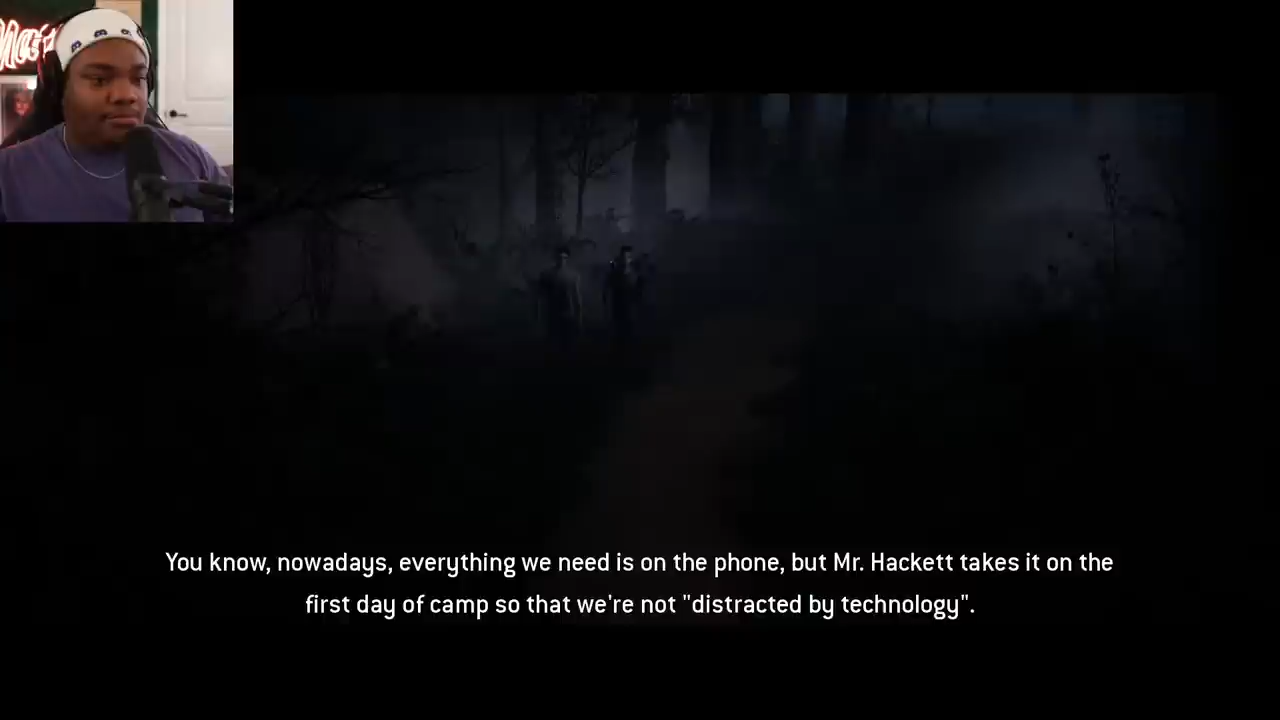 You know, nowadays, everything we need is on the phone, but Mr. Hackett takes it on the
first day of camp so that we're not "distracted by technology".